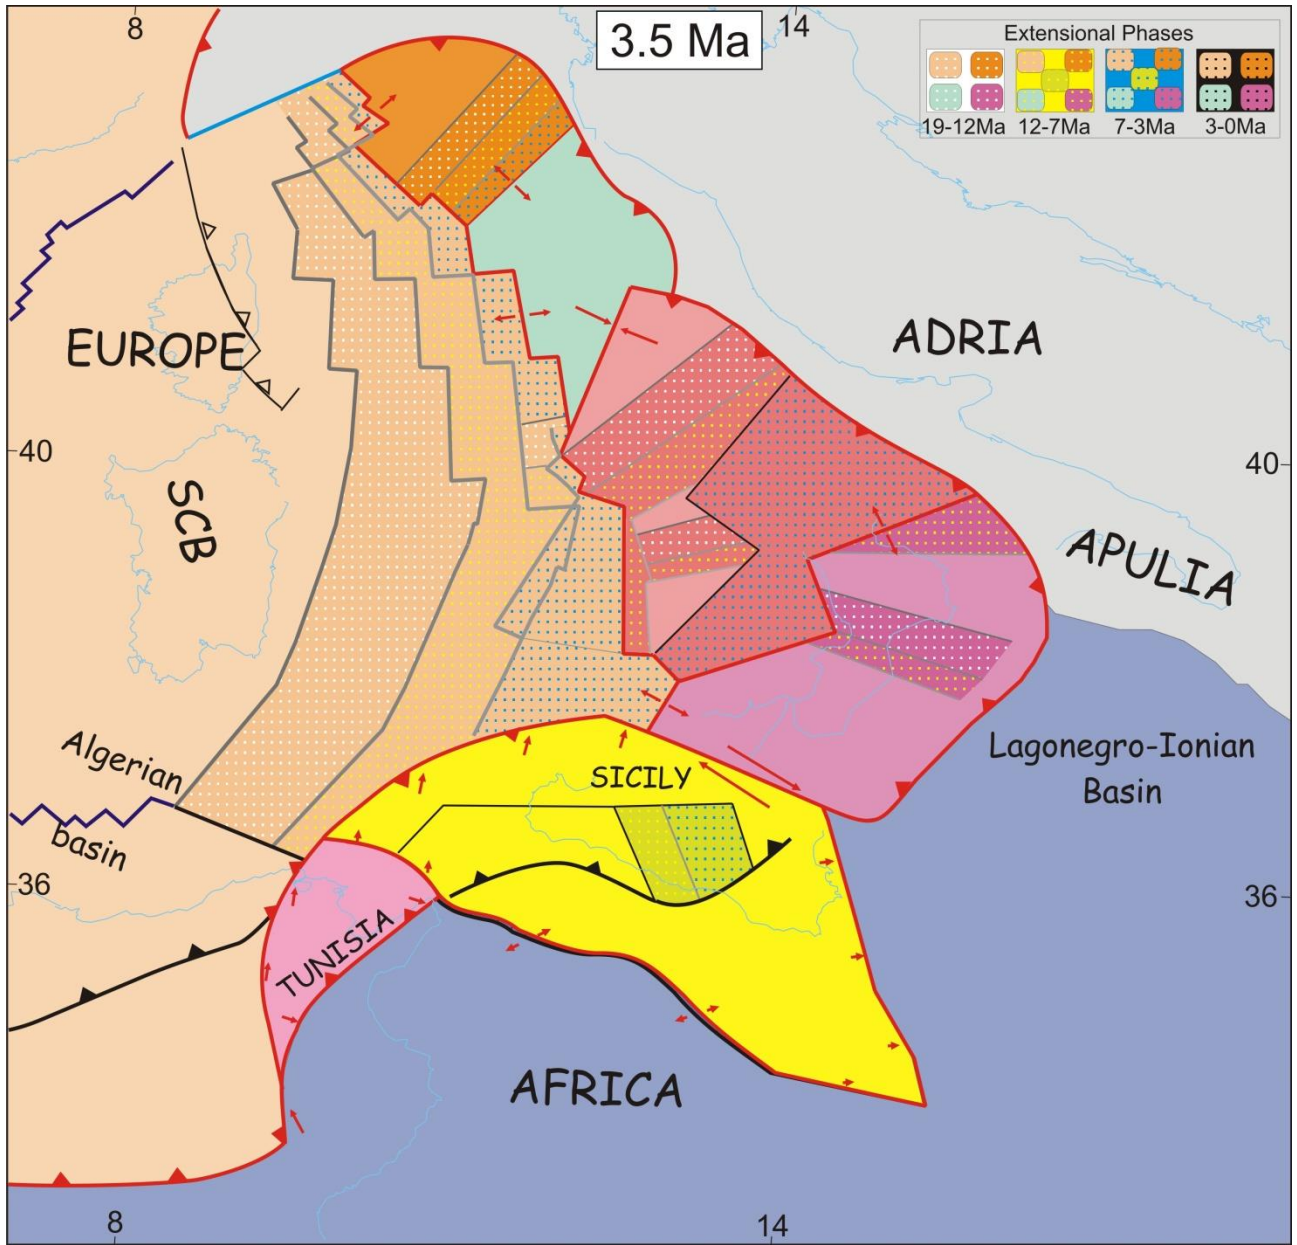 8
3.5 Ma
14
Extensional Phases
19-12Ma
12-7Ma
7-3Ma
3-0Ma
EUROPE
ADRIA
40
40
SCB
APULIA
Algerian
basin
SICILY
Lagonegro-Ionian
Basin
36
36
TUNISIA
AFRICA
8
14